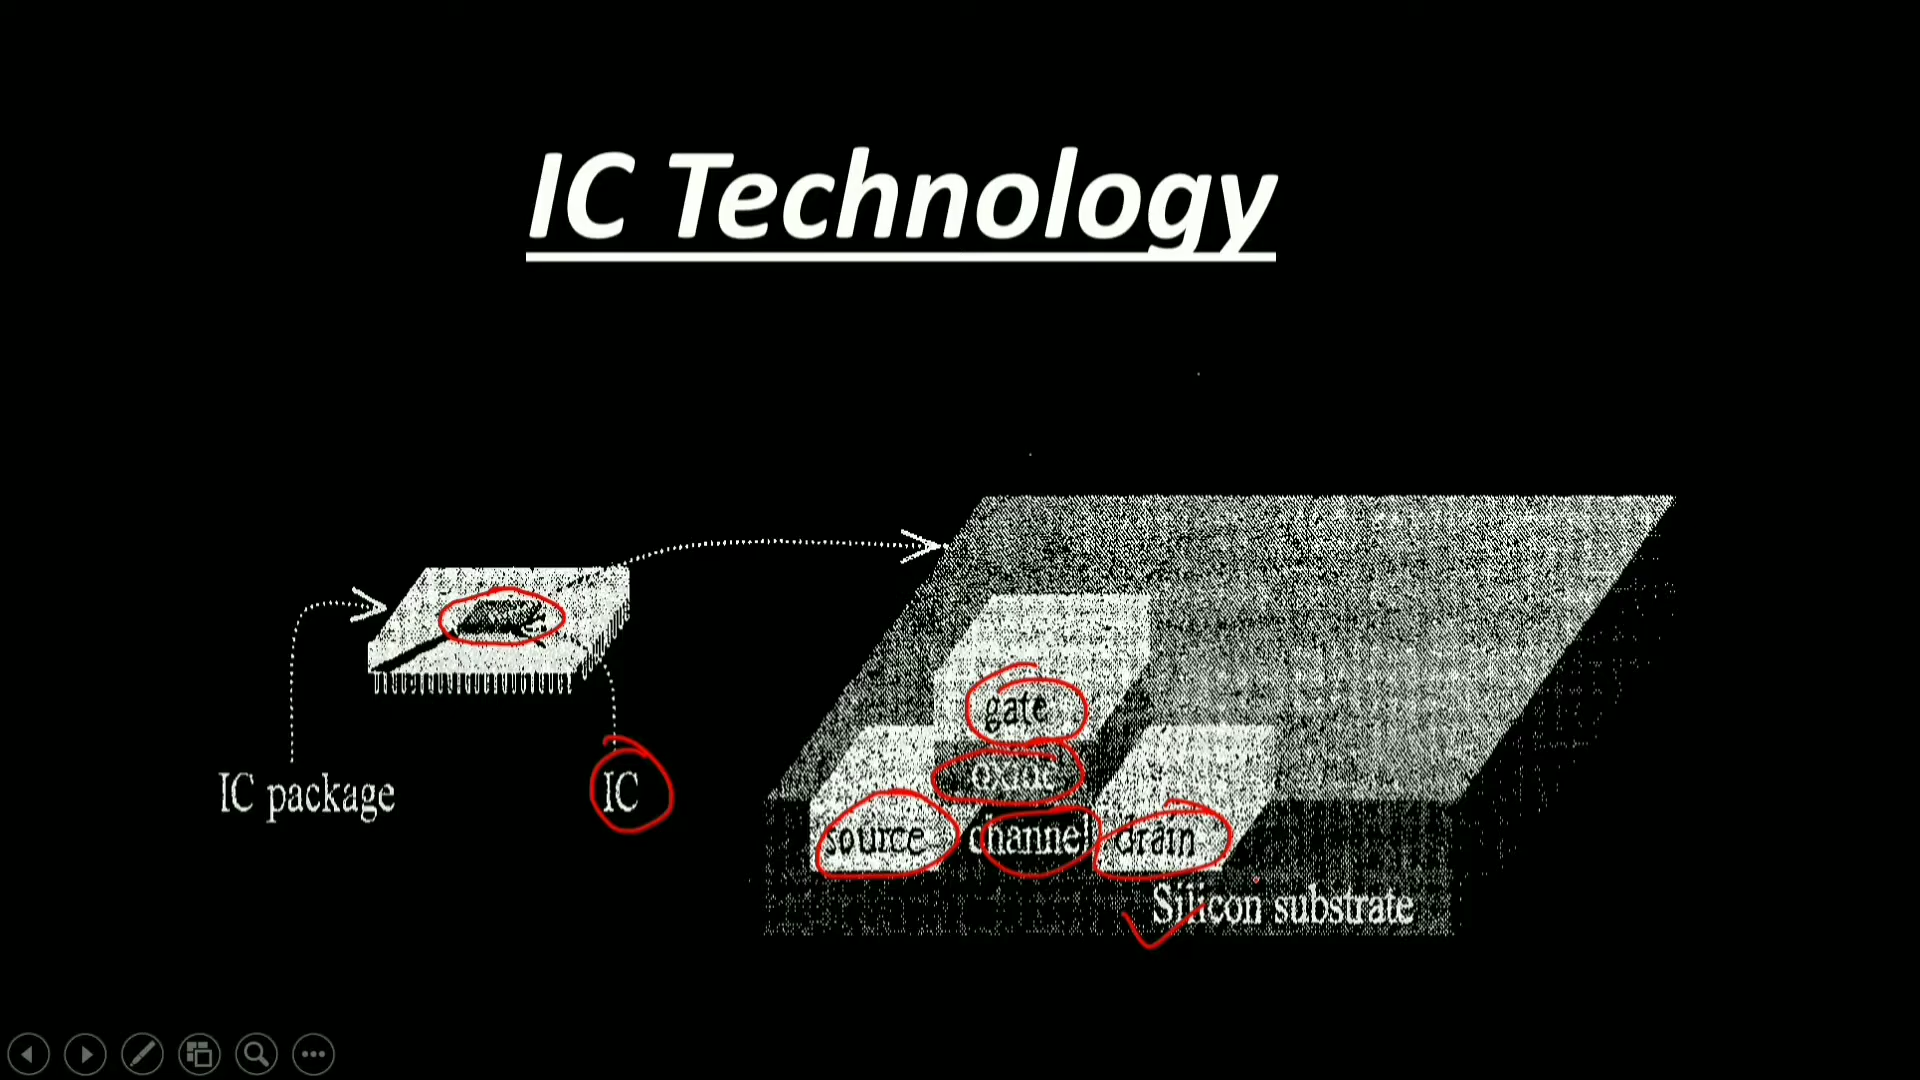 IC Technology
IC package
IC
gate
oxide
source
channel
drain
Silicon substrate